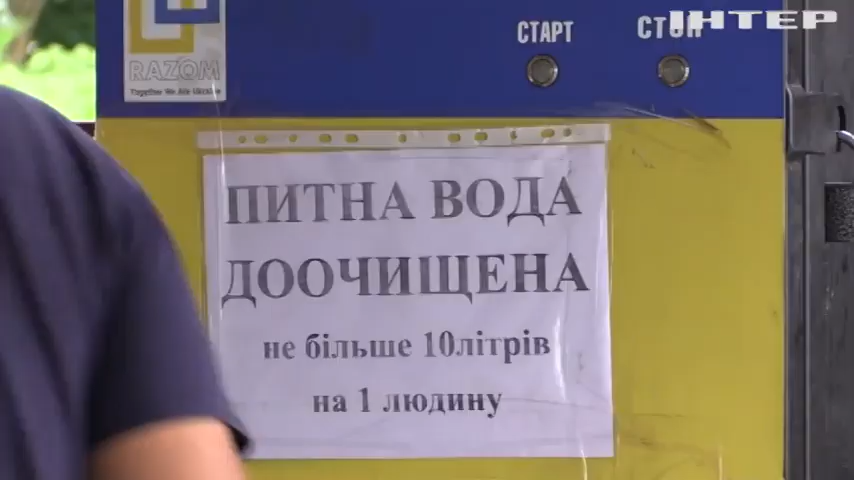 ІНТЕР
СТАРТ
СТОП
RAZOM
Together We Are Ukraine
ПИТНА ВОДА
ДООЧИЩЕНА
не більше 10літрів
на 1 людину